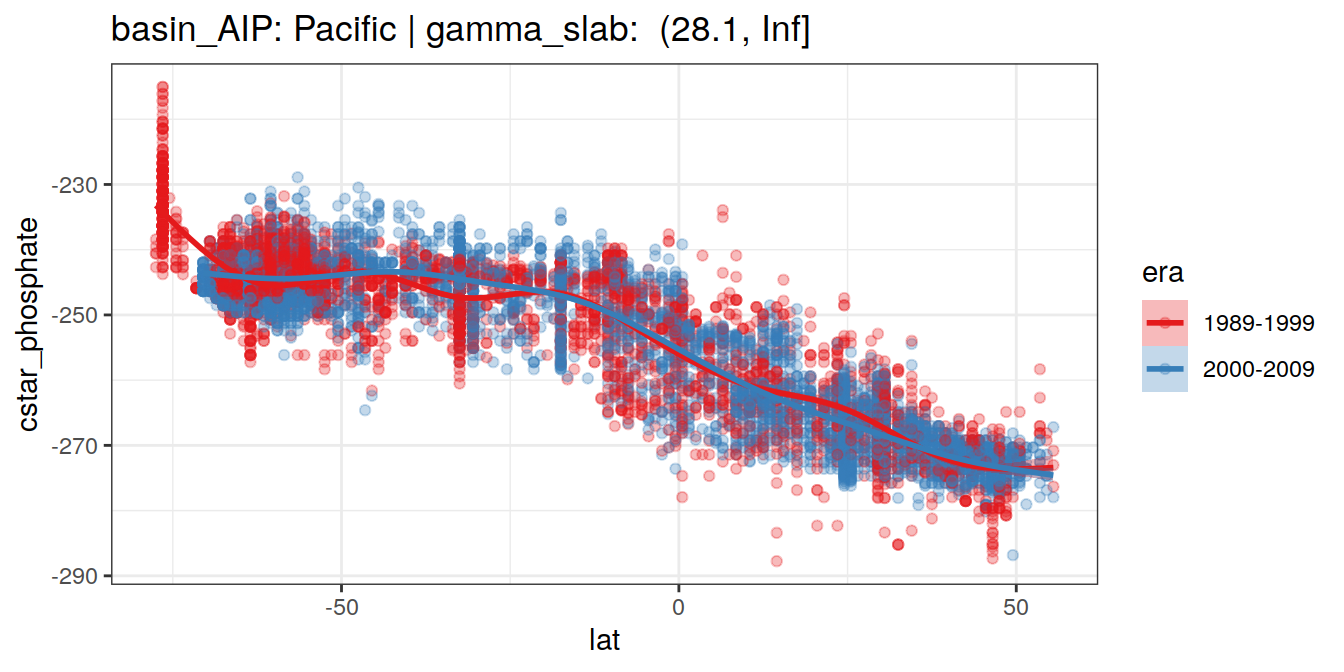 basin_AIP: Pacific | gamma_slab:  (28.1, Inf]
cstar_phosphate
-230
-250
-270
-290
-50
0
50
lat
era
1989-1999
2000-2009